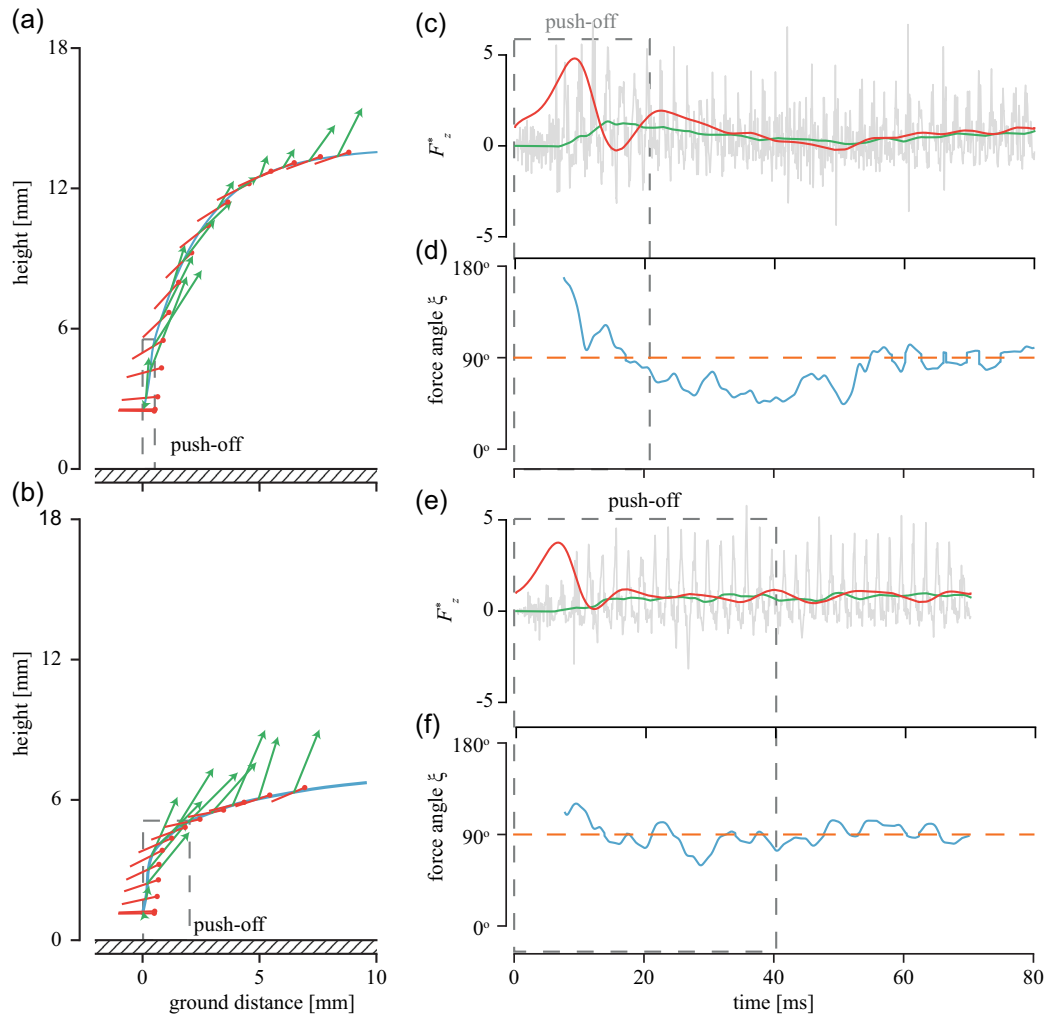 (a)
18
12
6
0
height [mm]
push-off
(b)
18
12
6
0
height [mm]
push-off
0
5
10
ground distance [mm]
(c)
push-off
5
0
-5
F*z
(d)
180°
90°
0°
force angle ξ
(e)
push-off
5
0
-5
F*z
(f)
180°
90°
0°
force angle ξ
0
20
40
60
80
time [ms]